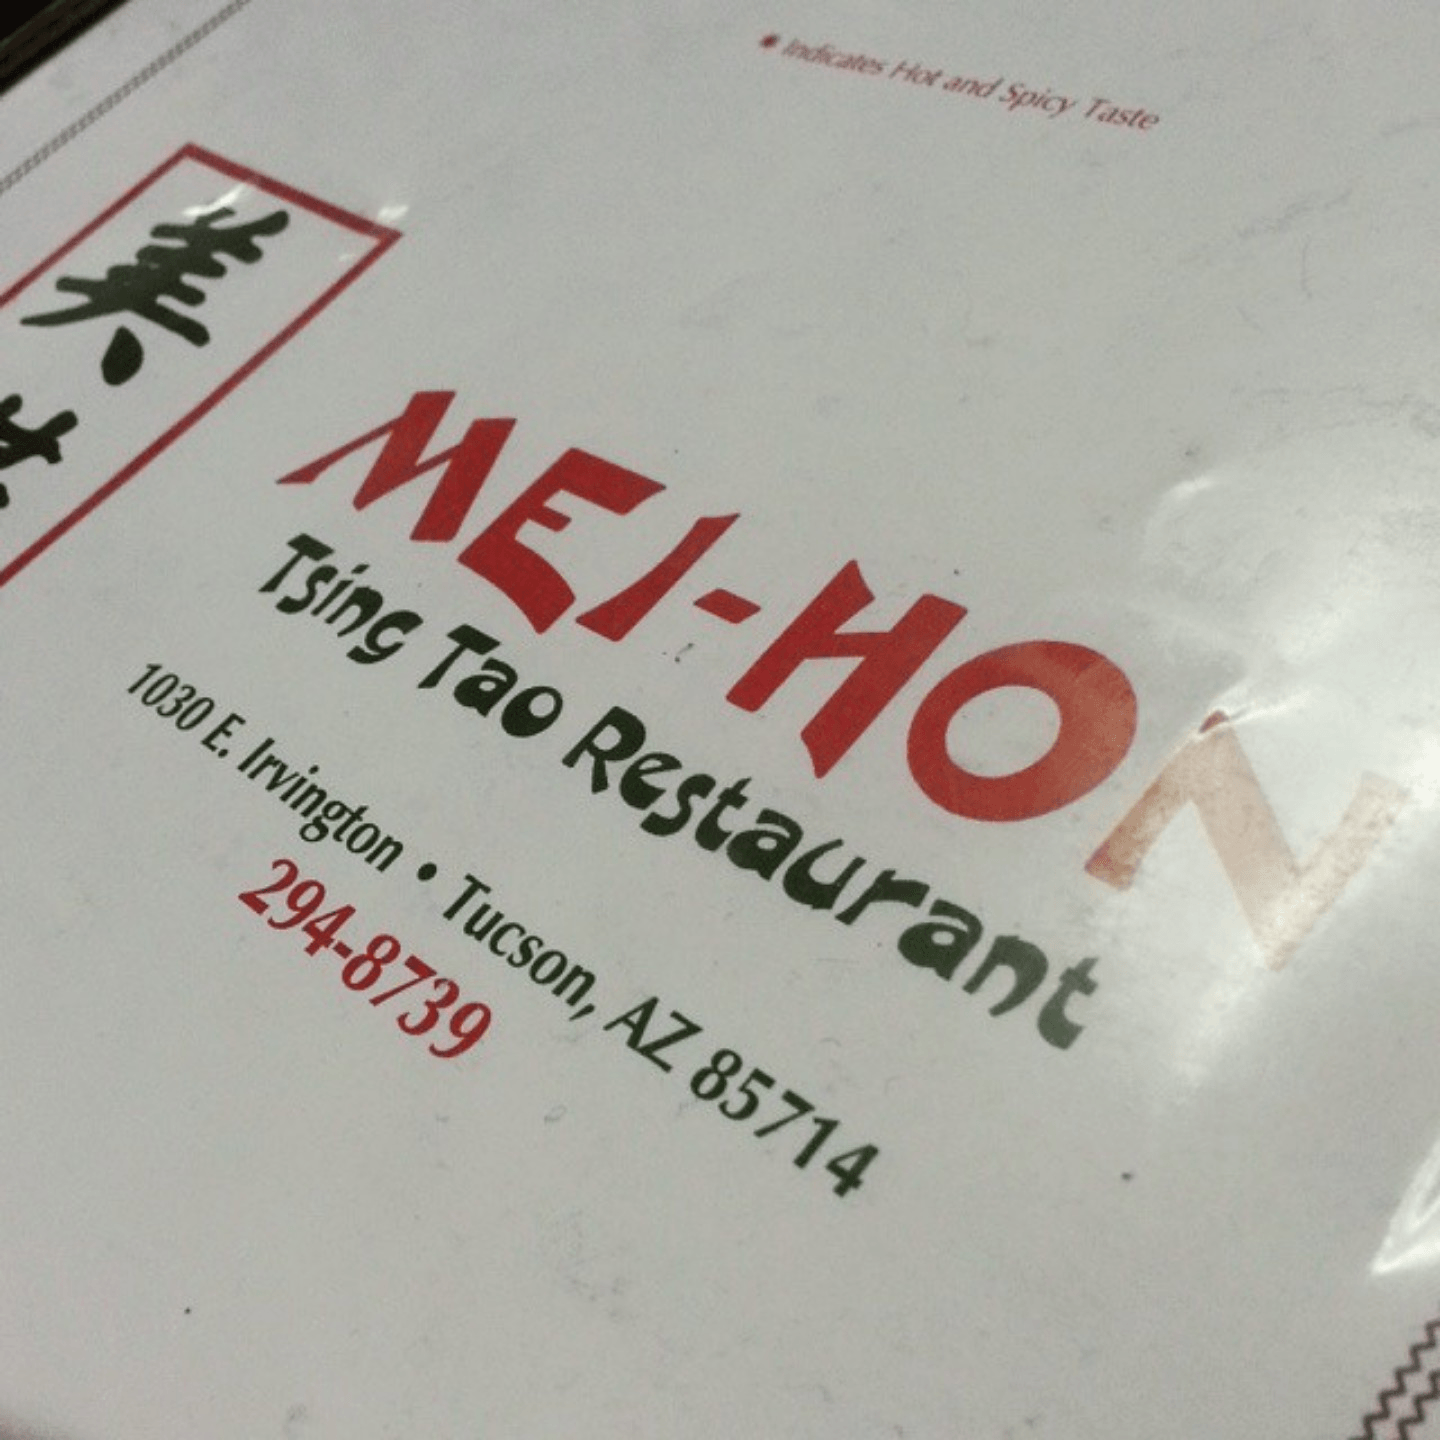 * Indicates Hot and Spicy Taste
美
MEI-HON
Tsing Tao Restaurant
1030 E. Irvington • Tucson, AZ 85714
294-8739